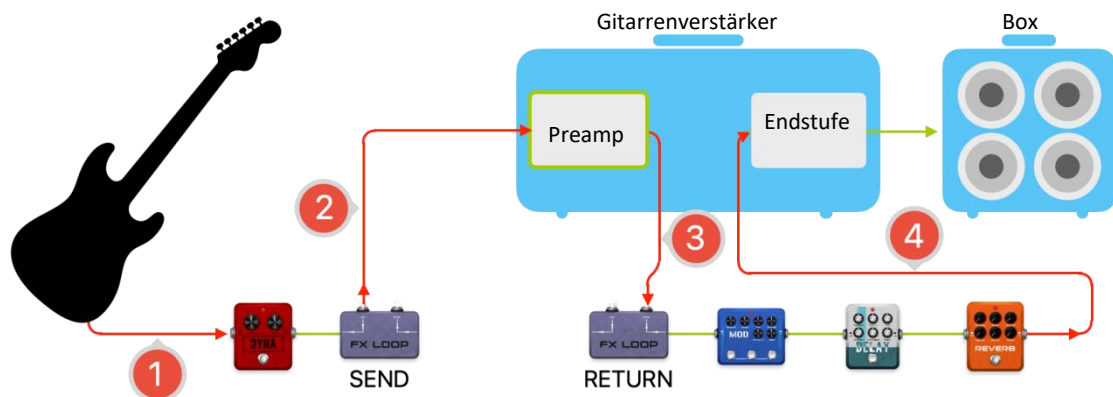 Gitarrenverstärker
Box
Preamp
Endstufe
2
3
4
1
DYNA
FX LOOP
SEND
FX LOOP
RETURN
MOD
DELAY
REVERB